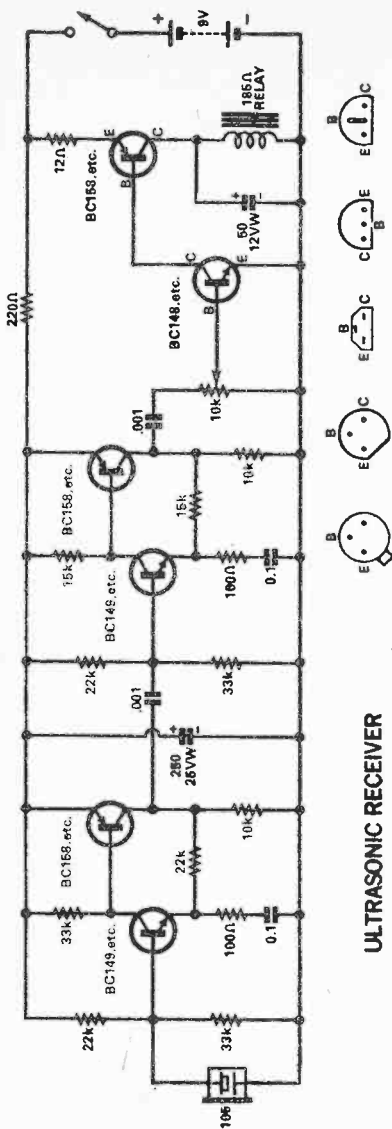 220Ω
+ 9V -
22k
33k
BC158.etc.
BC149.etc.
22k
100Ω
0.1
10k
33k
105
+
-
250
25VW
.001
22k
33k
15k
BC158.etc.
BC149.etc.
15k
100Ω
0.1
10k
.001
10k
BC148.etc.
B
C
E
BC158.etc.
B
E
C
12Ω
+
-
50
12VW
185Ω
RELAY
ULTRASONIC RECEIVER
E B
E B C
E B C
C B E
E B C